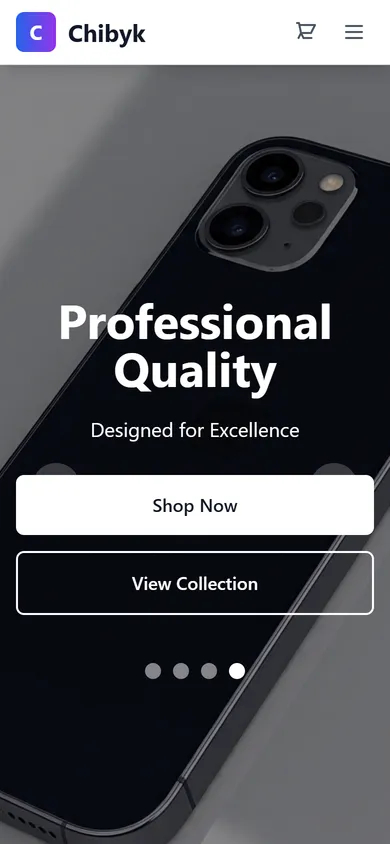 C
Chibyk
Professional
Quality
Designed for Excellence
Shop Now
View Collection